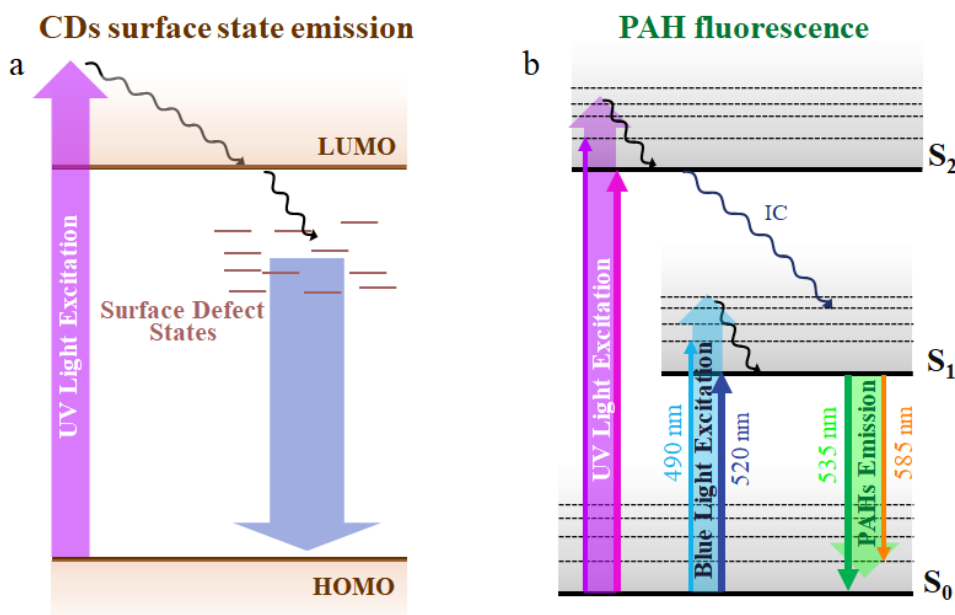 CDs surface state emission
a
LUMO
UV Light Excitation
Surface Defect
States
HOMO
PAH fluorescence
b
S2
IC
UV Light Excitation
S1
490 nm
Blue Light Excitation
520 nm
535 nm
PAHs Emission
585 nm
S0